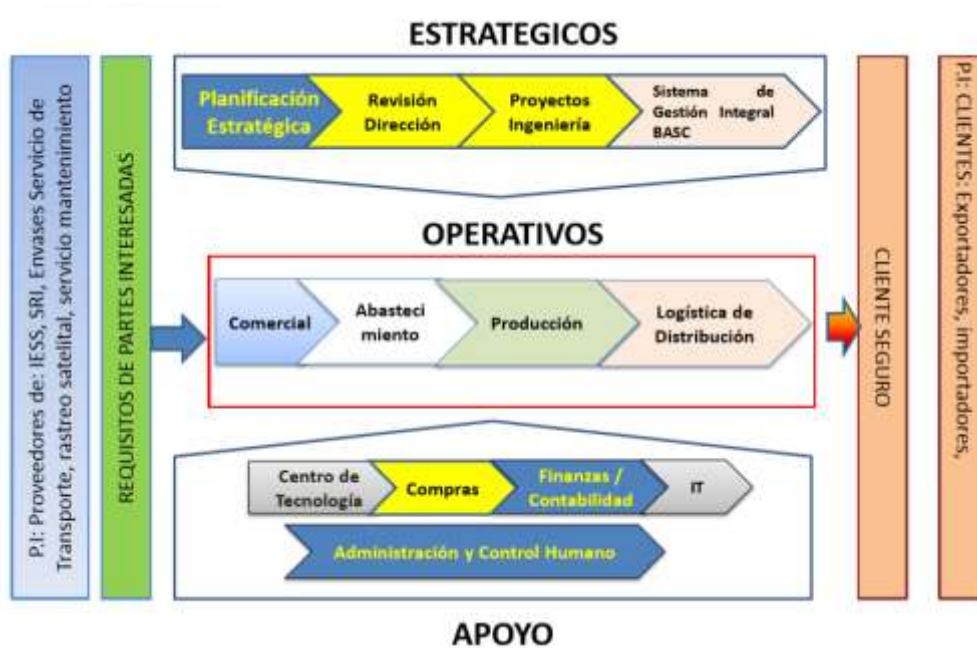 ESTRATEGICOS
P.I: Proveedores de: IESS, SRI, Envases Servicio de
Transporte, rastreo satelital, servicio mantenimiento
REQUISITOS DE PARTES INTERESADAS
Planificación
Estratégica
Revisión
Dirección
Proyectos
Ingeniería
Sistema de
Gestión Integral
BASC
OPERATIVOS
Comercial
Abasteci
miento
Producción
Logística de
Distribución
Centro de
Tecnología
Compras
Finanzas /
Contabilidad
IT
Administración y Control Humano
APOYO
CLIENTE SEGURO
P.I: CLIENTES: Exportadores, importadores,